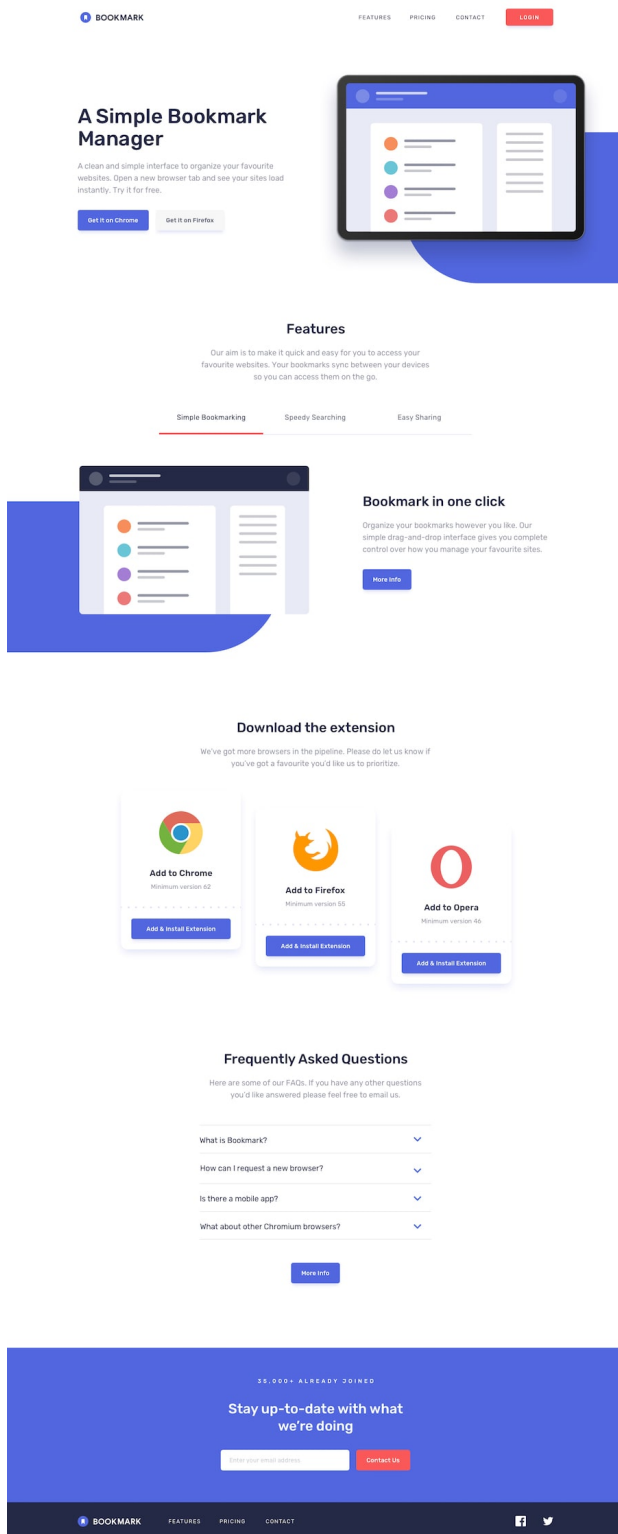 BOOKMARK
FEATURES PRICING CONTACT LOGIN
A Simple Bookmark
Manager
A clean and simple interface to organize your favourite
websites. Open a new browser tab and see your sites load
instantly. Try it for free.
Get it on Chrome Get it on Firefox
Features
Our aim is to make it quick and easy for you to access your
favourite websites. Your bookmarks sync between your devices
so you can access them on the go.
Simple Bookmarking Speedy Searching Easy Sharing
Bookmark in one click
Organize your bookmarks however you like. Our
simple drag-and-drop interface gives you complete
control over how you manage your favourite sites.
More Info
Download the extension
We've got more browsers in the pipeline. Please do let us know if
you've got a favourite you'd like us to prioritize.
Add to Chrome
Minimum version 62
Add & Install Extension
Add to Firefox
Minimum version 55
Add & Install Extension
Add to Opera
Minimum version 46
Add & Install Extension
Frequently Asked Questions
Here are some of our FAQs. If you have any other questions
you'd like answered please feel free to email us.
What is Bookmark?
How can I request a new browser?
Is there a mobile app?
What about other Chromium browsers?
More Info
35,000+ ALREADY JOINED
Stay up-to-date with what
we're doing
Enter your email address Contact Us
BOOKMARK FEATURES PRICING CONTACT